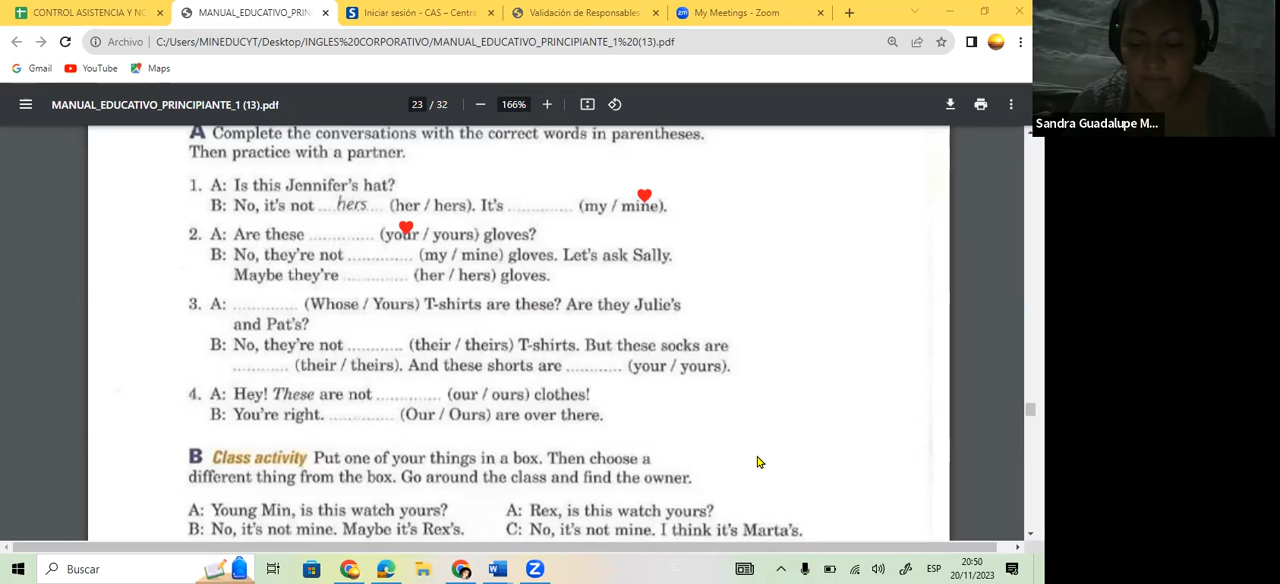 CONTROL ASISTENCIA Y NO
MANUAL_EDUCATIVO_PRIN
Iniciar sesión - CAS – Centra
Validación de Responsables
My Meetings - Zoom
Archivo
C:/Users/MINEDUCYT/Desktop/INGLES%20CORPORATIVO/MANUAL_EDUCATIVO_PRINCIPIANTE_1%20(13).pdf
Gmail
YouTube
Maps
MANUAL_EDUCATIVO_PRINCIPIANTE_1 (13).pdf
23 / 32
166%
Sandra Guadalupe M...
A Complete the conversations with the correct words in parentheses.
Then practice with a partner.
1. A: Is this Jennifer's hat?
B: No, it's not ...hers... (her / hers). It's ............ (my / mine).
2. A: Are these ............ (your / yours) gloves?
B: No, they're not ............ (my / mine) gloves. Let's ask Sally.
Maybe they're ............ (her / hers) gloves.
3. A: ............ (Whose / Yours) T-shirts are these? Are they Julie's
and Pat's?
B: No, they're not ............ (their / theirs) T-shirts. But these socks are
............ (their / theirs). And these shorts are ............ (your / yours).
4. A: Hey! These are not ............ (our / ours) clothes!
B: You're right. ............ (Our / Ours) are over there.
B Class activity Put one of your things in a box. Then choose a
different thing from the box. Go around the class and find the owner.
A: Young Min, is this watch yours?
B: No, it's not mine. Maybe it's Rex's.
A: Rex, is this watch yours?
C: No, it's not mine. I think it's Marta's.
Buscar
ESP
20:50
20/11/2023